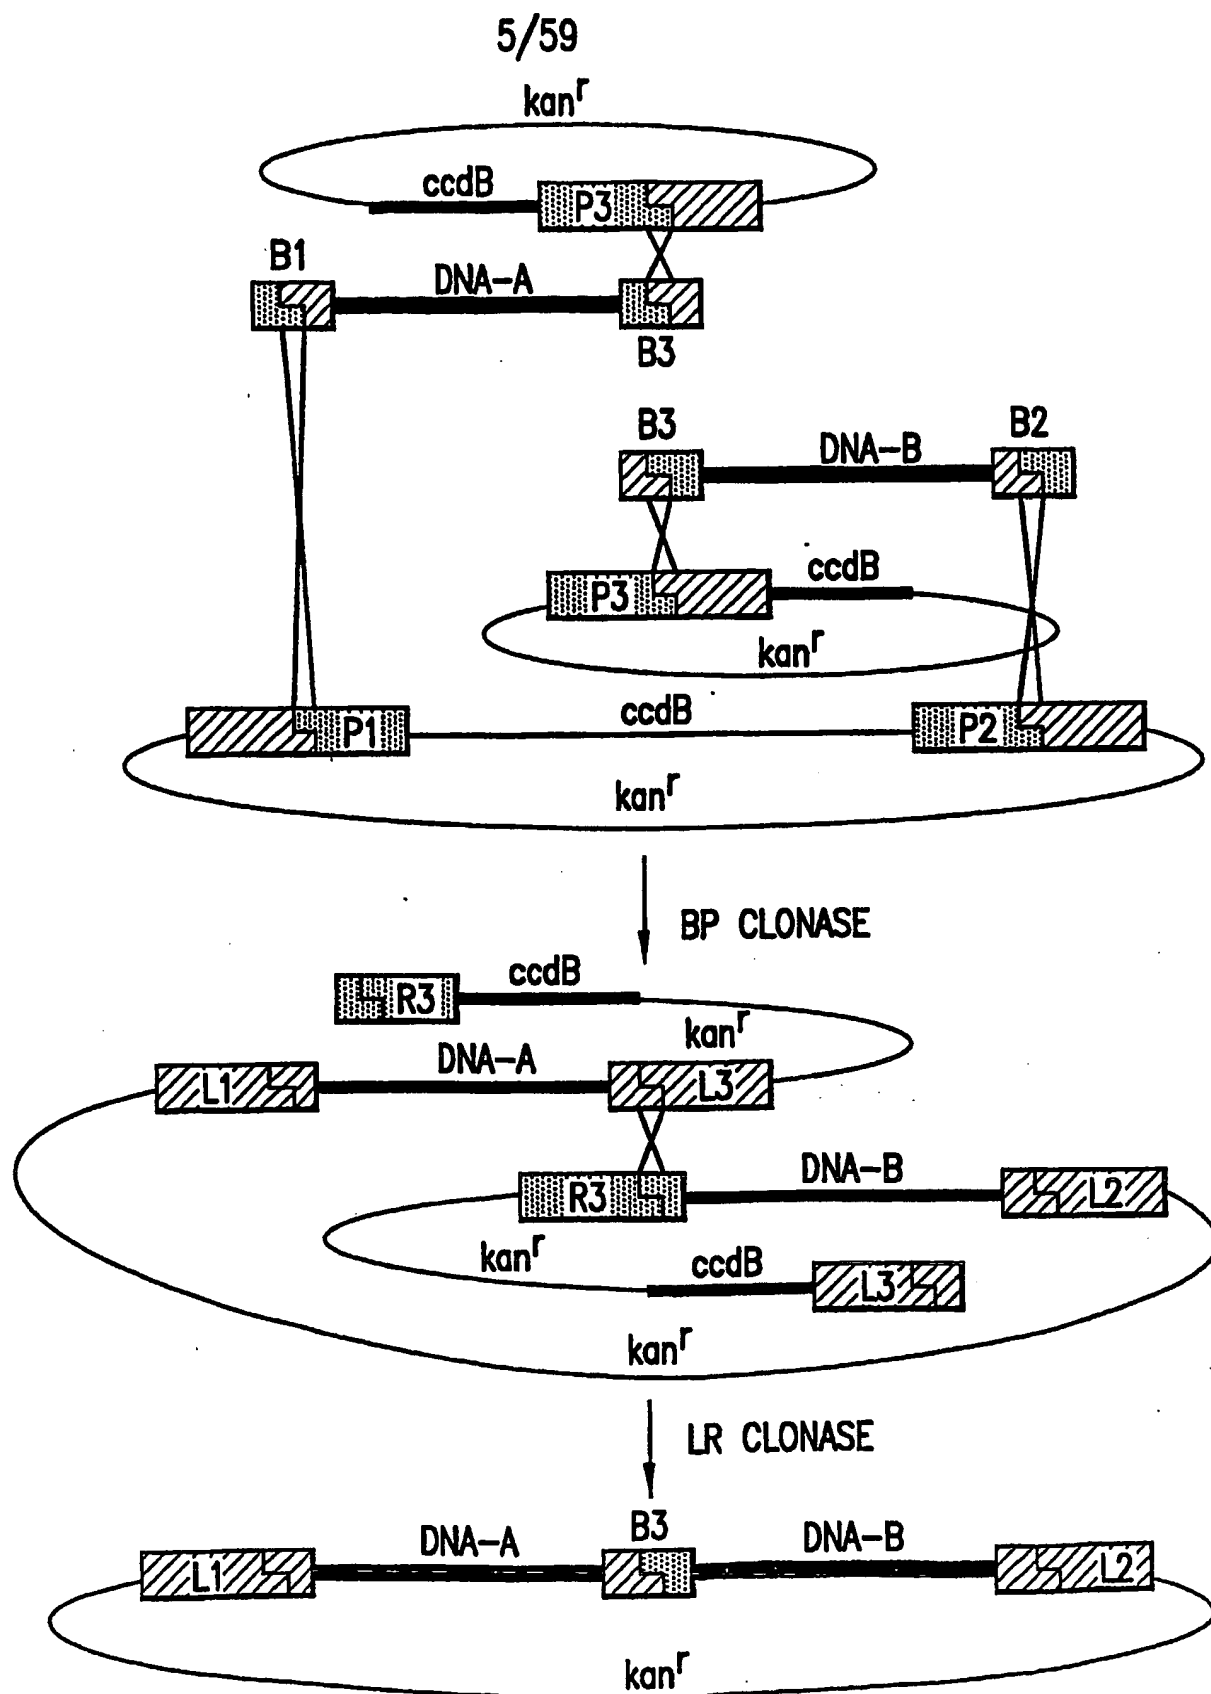 5/59
kanʳ
ccdB
P3
B1
DNA-A
B3
B3
DNA-B
B2
P3
ccdB
kanʳ
P1
ccdB
P2
kanʳ
BP CLONASE
R3
ccdB
kanʳ
L1
DNA-A
L3
R3
DNA-B
L2
kanʳ
ccdB
L3
kanʳ
LR CLONASE
L1
DNA-A
B3
DNA-B
L2
kanʳ